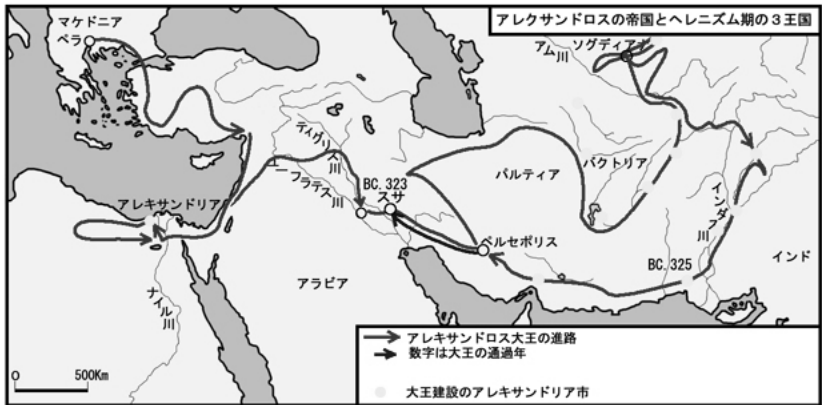 アレクサンドロスの帝国とヘレニズム期の３王国
マケドニア
ペラ
アム川
ソグディアナ
ティグリス川
ユーフラテス川
BC.323
スサ
パルティア
バクトリア
アレキサンドリア
ペルセポリス
インダス川
BC.325
インド
アラビア
ナイル川
アレキサンドロス大王の進路
数字は大王の通過年
大王建設のアレキサンドリア市
0 500Km